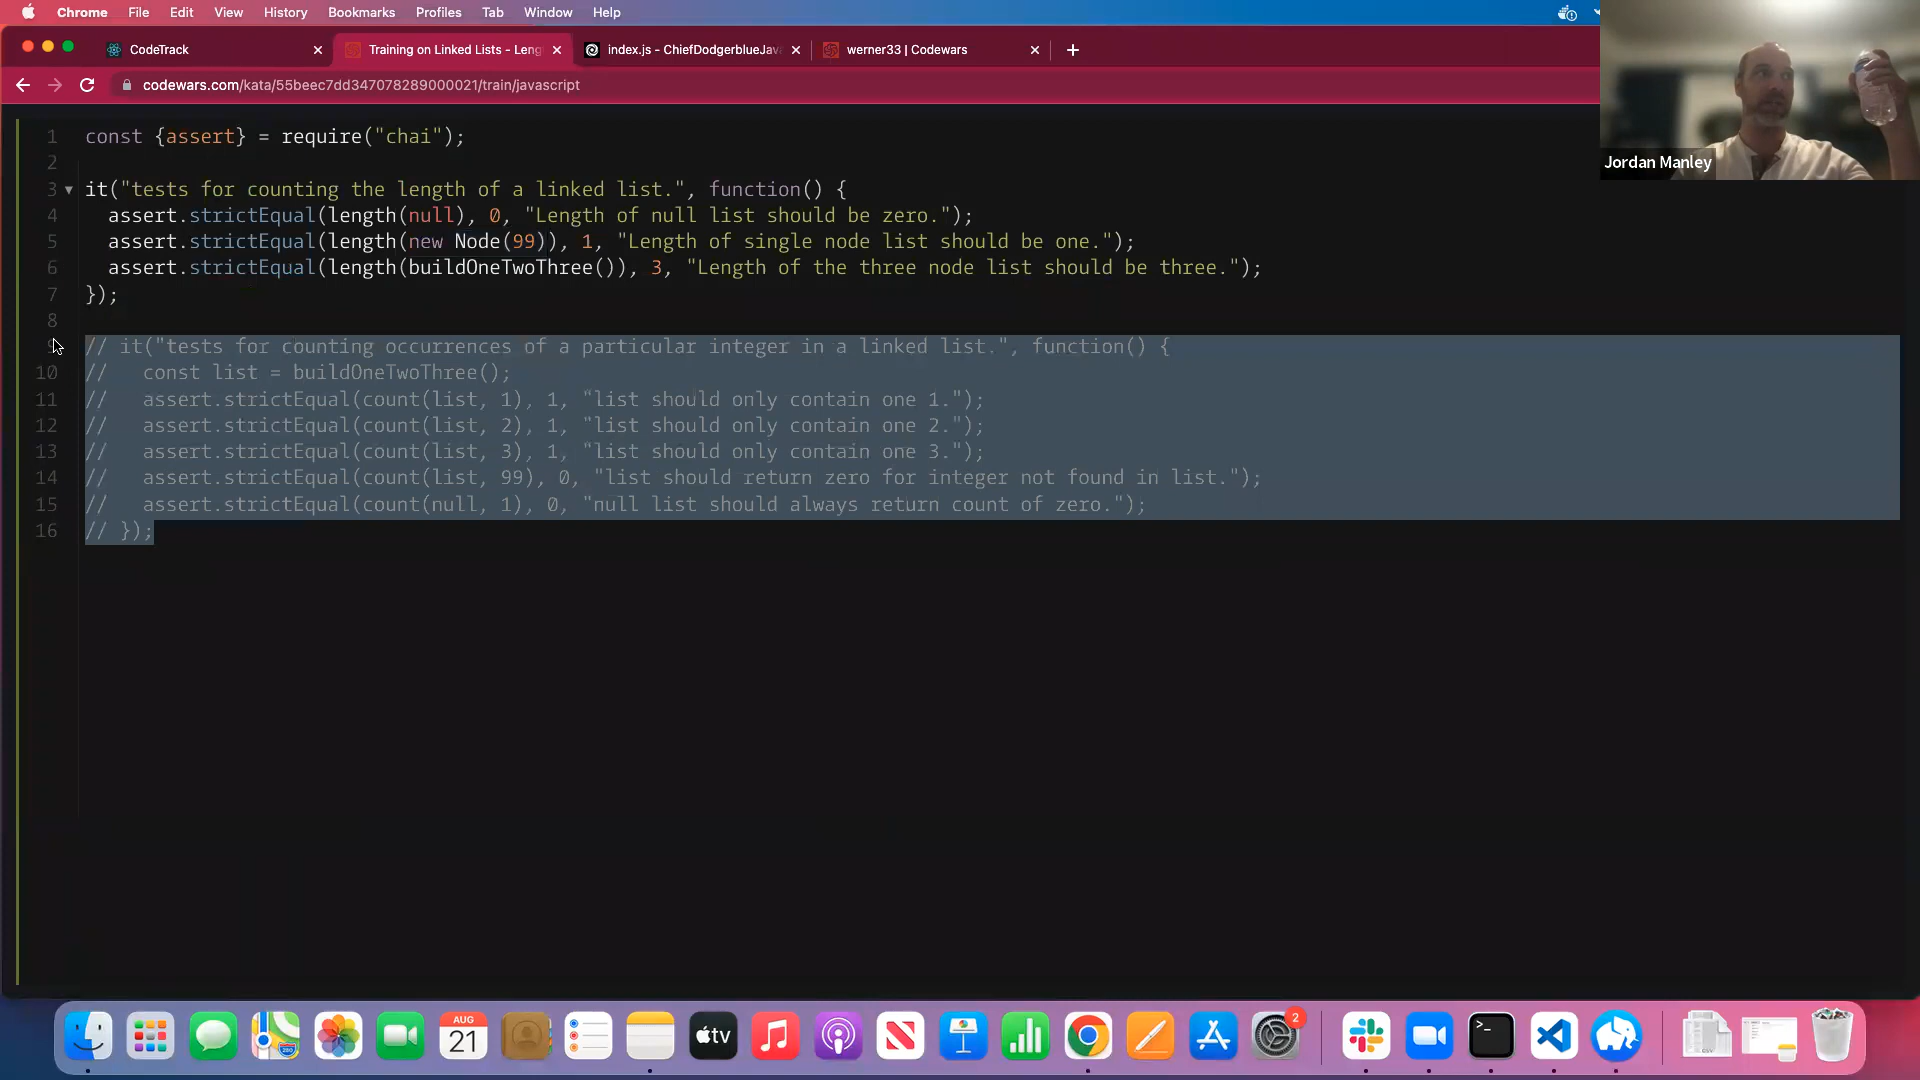 Chrome File Edit View History Bookmarks Profiles Tab Window Help
CodeTrack
Training on Linked Lists - Leng
index.js - ChiefDodgerblueJav
werner33 | Codewars
codewars.com/kata/55beec7dd347078289000021/train/javascript
Jordan Manley
1 const {assert} = require("chai");
2
3 it("tests for counting the length of a linked list.", function() {
4 assert.strictEqual(length(null), 0, "Length of null list should be zero.");
5 assert.strictEqual(length(new Node(99)), 1, "Length of single node list should be one.");
6 assert.strictEqual(length(buildOneTwoThree()), 3, "Length of the three node list should be three.");
7 });
8
// it("tests for counting occurrences of a particular integer in a linked list.", function() {
10 // const list = buildOneTwoThree();
11 // assert.strictEqual(count(list, 1), 1, "list should only contain one 1.");
12 // assert.strictEqual(count(list, 2), 1, "list should only contain one 2.");
13 // assert.strictEqual(count(list, 3), 1, "list should only contain one 3.");
14 // assert.strictEqual(count(list, 99), 0, "list should return zero for integer not found in list.");
15 // assert.strictEqual(count(null, 1), 0, "null list should always return count of zero.");
16 // });
AUG
21
tv
2